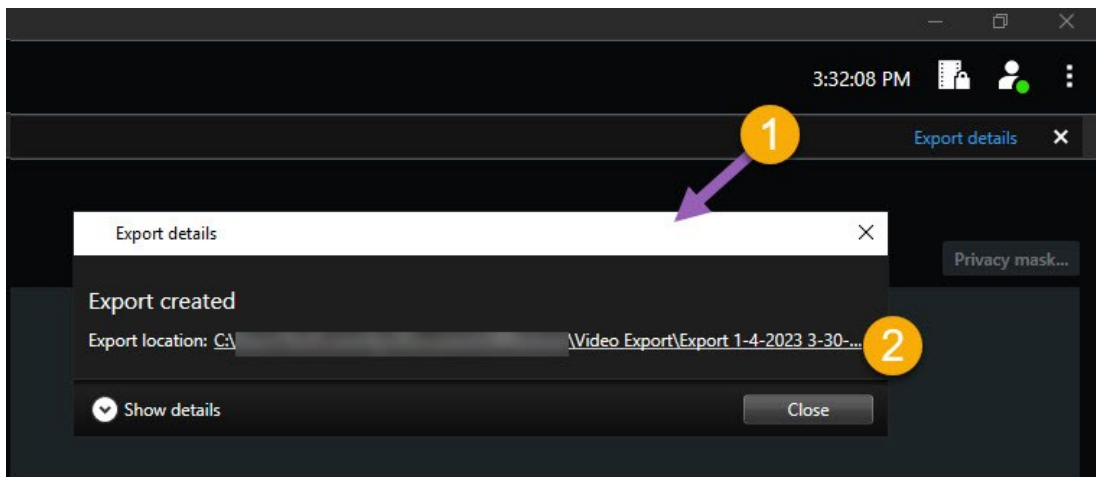 3:32:08 PM
1
Export details
Privacy mask...
Export details
Export created
Export location: C:\ \Video Export\Export 1-4-2023 3-30-...
2
Show details
Close